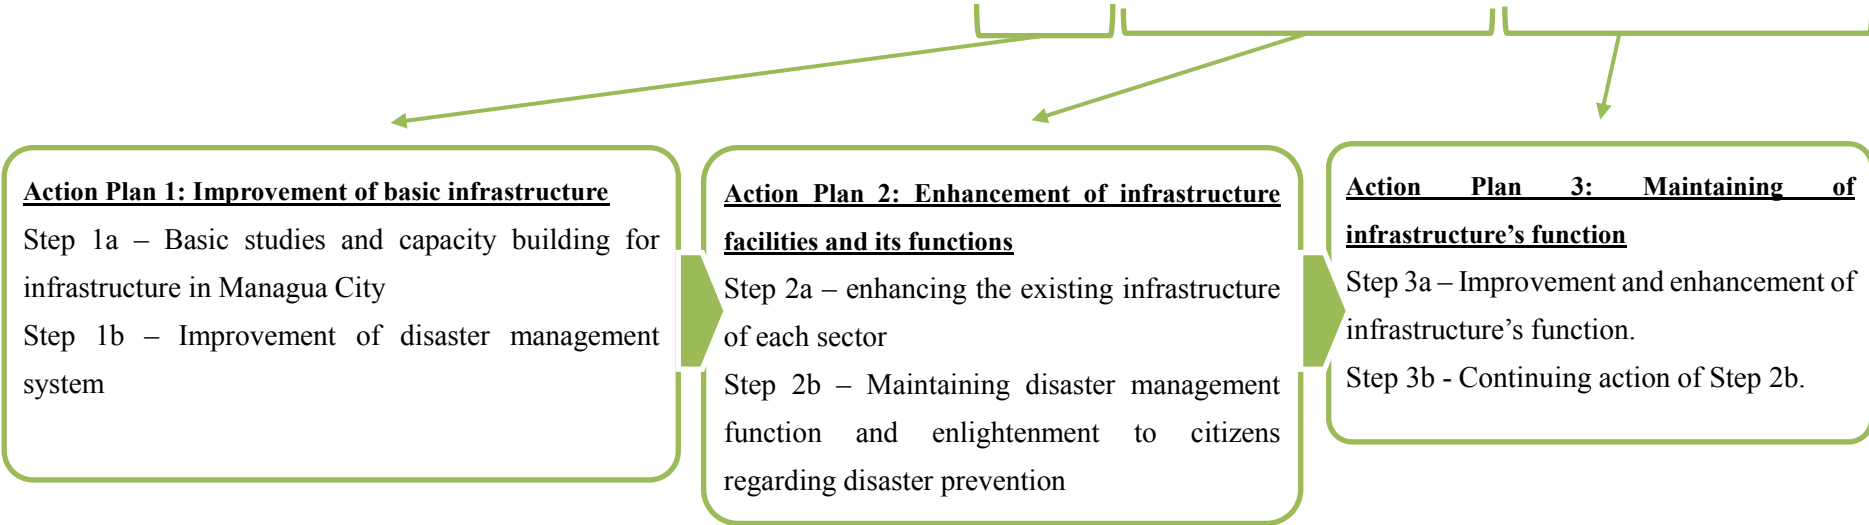 Action Plan 1: Improvement of basic infrastructure
Step 1a – Basic studies and capacity building for
infrastructure in Managua City
Step 1b – Improvement of disaster management
system
Action Plan 2: Enhancement of infrastructure
facilities and its functions
Step 2a – enhancing the existing infrastructure
of each sector
Step 2b – Maintaining disaster management
function and enlightenment to citizens
regarding disaster prevention
Action Plan 3: Maintaining of
infrastructure’s function
Step 3a – Improvement and enhancement of
infrastructure’s function.
Step 3b - Continuing action of Step 2b.